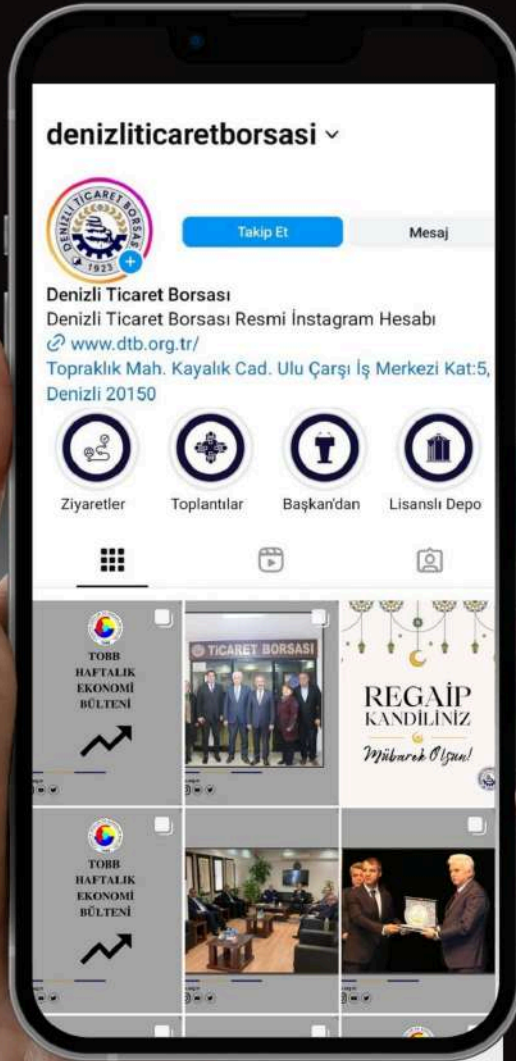 denizliticaretborsasi
DENİZLİ TİCARET BORSASI
1923
Takip Et
Mesaj
Denizli Ticaret Borsası
Denizli Ticaret Borsası Resmi İnstagram Hesabı
www.dtb.org.tr/
Topraklık Mah. Kayalık Cad. Ulu Çarşı İş Merkezi Kat:5,
Denizli 20150
Ziyaretler
Toplantılar
Başkan'dan
Lisanslı Depo
TOBB
HAFTALIK
EKONOMİ
BÜLTENİ
TİCARET BORSASI
REGAİP
KANDİLİNİZ
Mübarek Olsun!
TOBB
HAFTALIK
EKONOMİ
BÜLTENİ